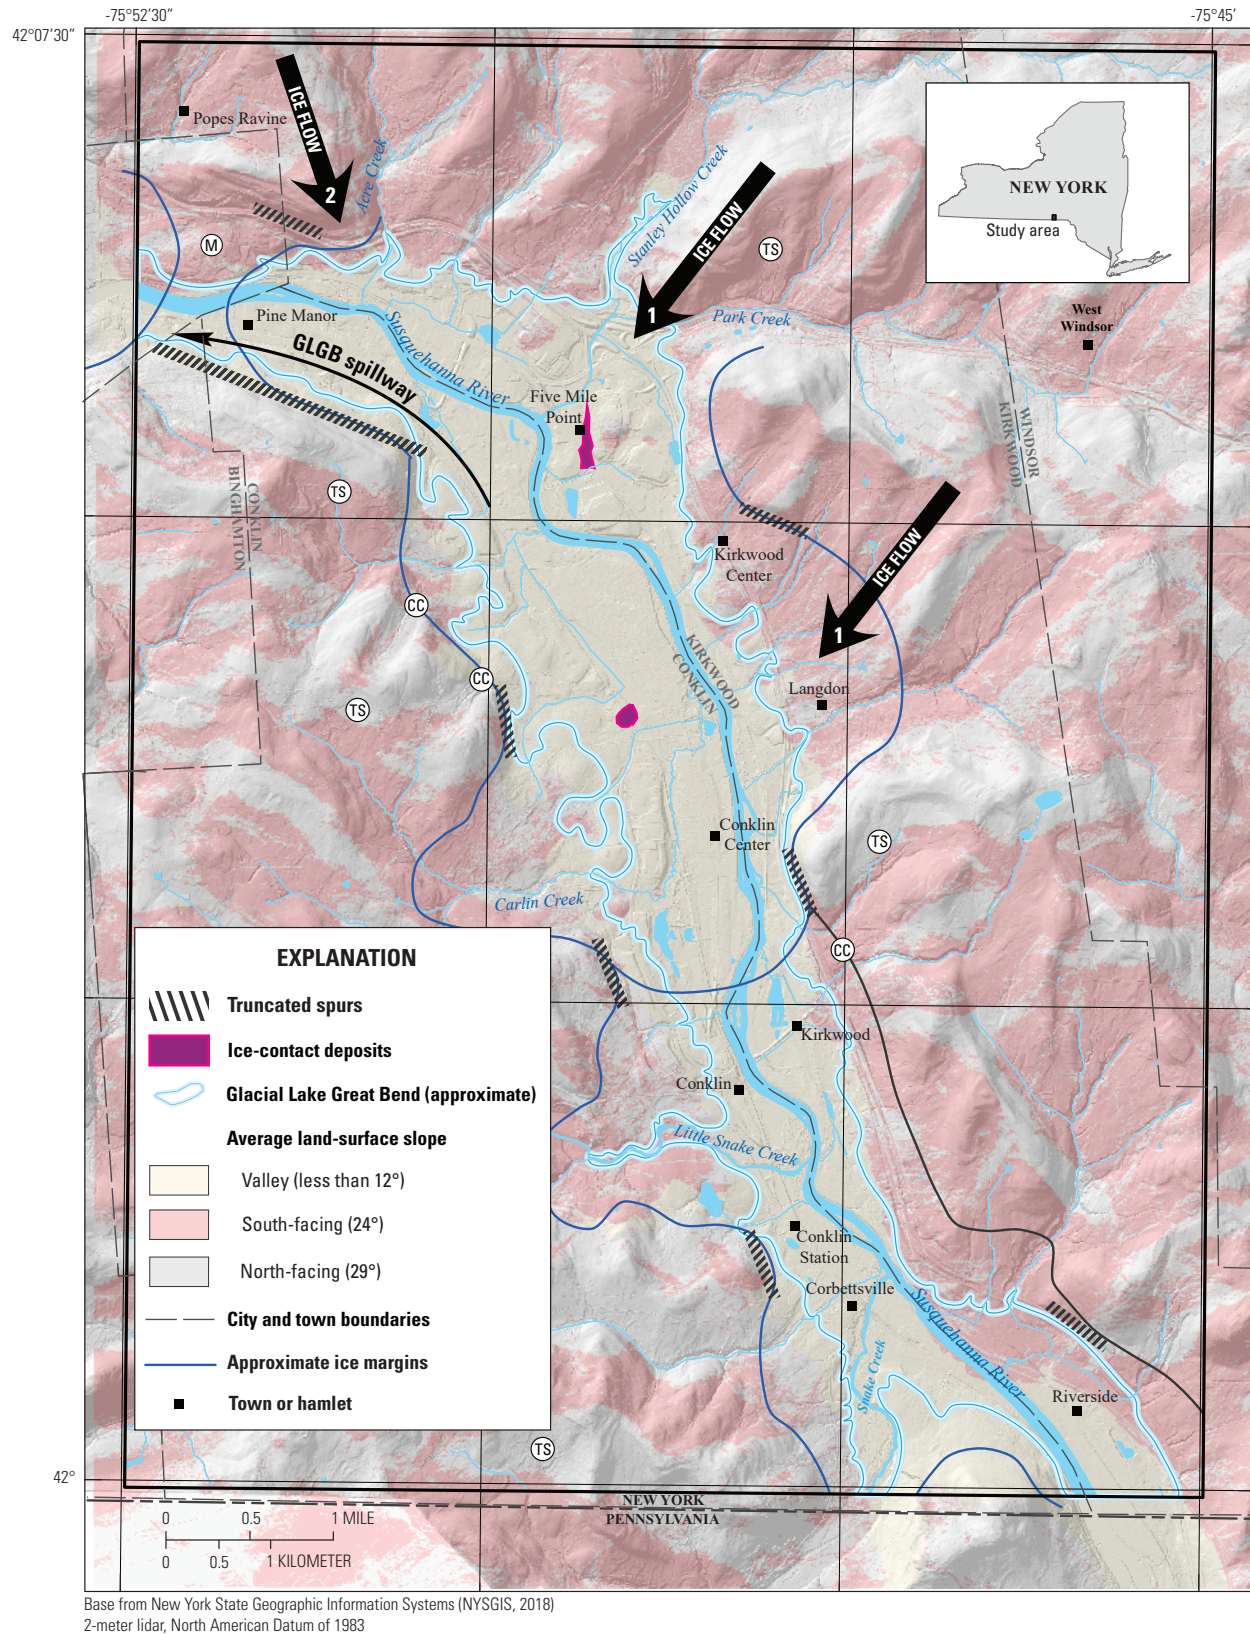 -75°52'30"
-75°45'
42°07'30"
Popes Ravine
ICE FLOW
2
Acre Creek
Stanley Hollow Creek
ICE FLOW
1
NEW YORK
Study area
M
TS
Park Creek
West
Windsor
Pine Manor
GLGB spillway
Susquehanna River
Five Mile
Point
WINDSOR
KIRKWOOD
TS
CONKLIN
BINGHAMTON
Kirkwood
Center
ICE FLOW
1
CC
KIRKWOOD
CONKLIN
CC
Langdon
TS
Conklin
Center
TS
Carlin Creek
CC
Kirkwood
Conklin
Little Snake Creek
Conklin
Station
Corbettsville
Susquehanna River
Snake Creek
Riverside
TS
EXPLANATION
Truncated spurs
Ice-contact deposits
Glacial Lake Great Bend (approximate)
Average land-surface slope
Valley (less than 12°)
South-facing (24°)
North-facing (29°)
City and town boundaries
Approximate ice margins
Town or hamlet
42°
NEW YORK
PENNSYLVANIA
0 0.5 1 MILE
0 0.5 1 KILOMETER
Base from New York State Geographic Information Systems (NYSGIS, 2018)
2-meter lidar, North American Datum of 1983